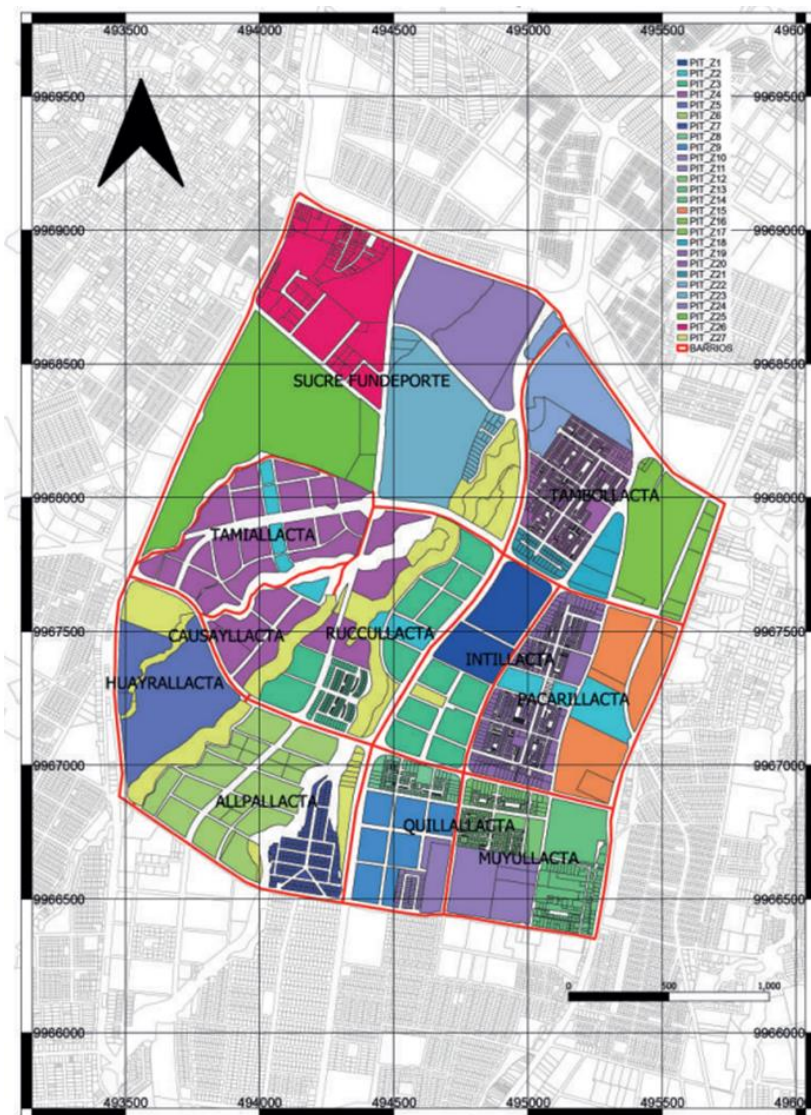 493500 494000 494500 495000 495500 4960
9969500
9969500
PIT_Z1
PIT_Z2
PIT_Z3
PIT_Z4
PIT_Z5
PIT_Z6
PIT_Z7
PIT_Z8
PIT_Z9
PIT_Z10
PIT_Z11
PIT_Z12
PIT_Z13
PIT_Z14
PIT_Z15
PIT_Z16
PIT_Z17
PIT_Z18
PIT_Z19
PIT_Z20
PIT_Z21
PIT_Z22
PIT_Z23
PIT_Z24
PIT_Z25
PIT_Z26
PIT_Z27
BARRIOS
9969000
9969000
9968500
9968500
SUCRE FUNDEPORTE
9968000
9968000
TAMBOLLACTA
TAMIALLACTA
9967500
9967500
CAUSAYLLACTA
RUCCULLACTA
INTILLACTA
HUAYRALLACTA
PACARILLACTA
9967000
9967000
ALLPALLACTA
QUILLALLACTA
MUYULLACTA
9966500
9966500
0 500 1,000
9966000
9966000
493500 494000 494500 495000 495500 4960